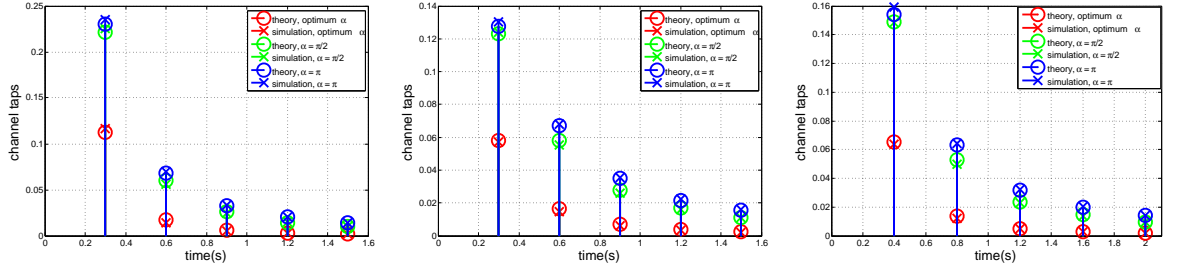 0.25
0.2
0.15
0.1
0.05
0
0 0.2 0.4 0.6 0.8 1 1.2 1.4 1.6
channel taps
time(s)
theory, optimum α
simulation, optimum α
theory, α = π/2
simulation, α = π/2
theory, α = π
simulation, α = π
0.14
0.12
0.1
0.08
0.06
0.04
0.02
0
0 0.2 0.4 0.6 0.8 1 1.2 1.4 1.6
channel taps
time(s)
theory, optimum α
simulation, optimum α
theory, α = π/2
simulation, α = π/2
theory, α = π
simulation, α = π
0.16
0.14
0.12
0.1
0.08
0.06
0.04
0.02
0
0 0.2 0.4 0.6 0.8 1 1.2 1.4 1.6 1.8 2
channel taps
time(s)
theory, optimum α
simulation, optimum α
theory, α = π/2
simulation, α = π/2
theory, α = π
simulation, α = π